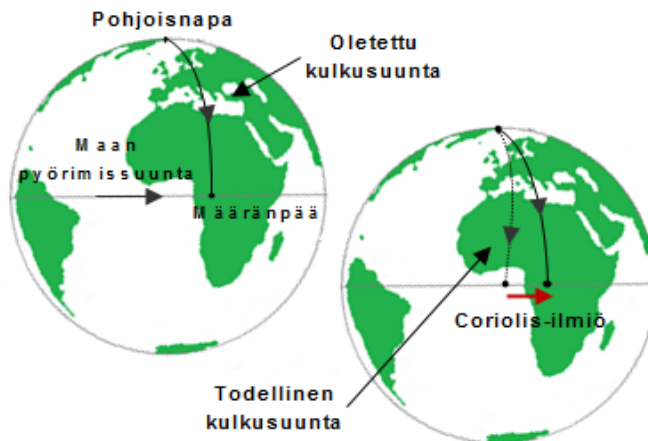 Pohjoisnapa
Oletettu
kulkusuunta
Maan
pyörimissuunta
Määränpää
Coriolis-ilmiö
Todellinen
kulkusuunta